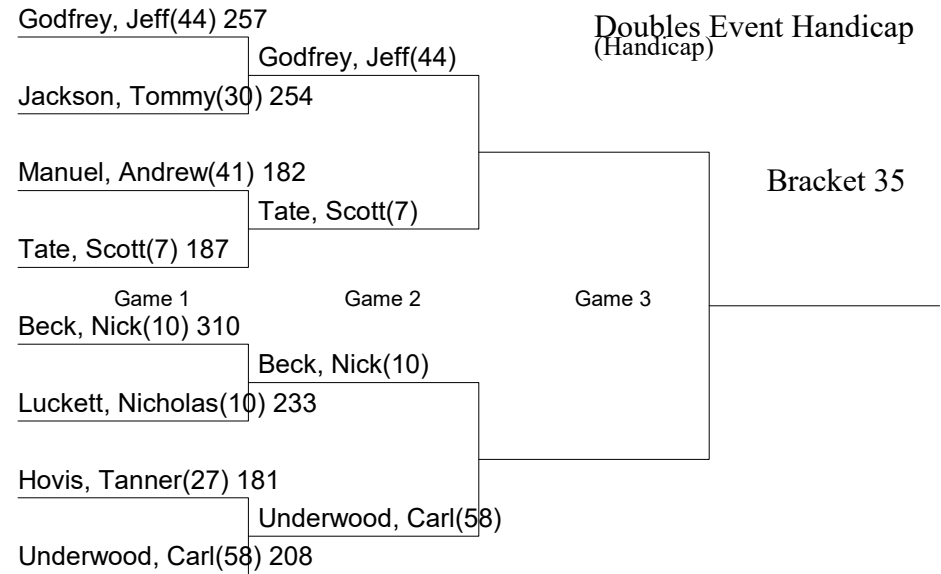 Godfrey, Jeff(44) 257
Doubles Event Handicap
(Handicap)
Godfrey, Jeff(44)
Jackson, Tommy(30) 254
Manuel, Andrew(41) 182
Bracket 35
Tate, Scott(7)
Tate, Scott(7) 187
Game 1
Game 2
Game 3
Beck, Nick(10) 310
Beck, Nick(10)
Luckett, Nicholas(10) 233
Hovis, Tanner(27) 181
Underwood, Carl(58)
Underwood, Carl(58) 208